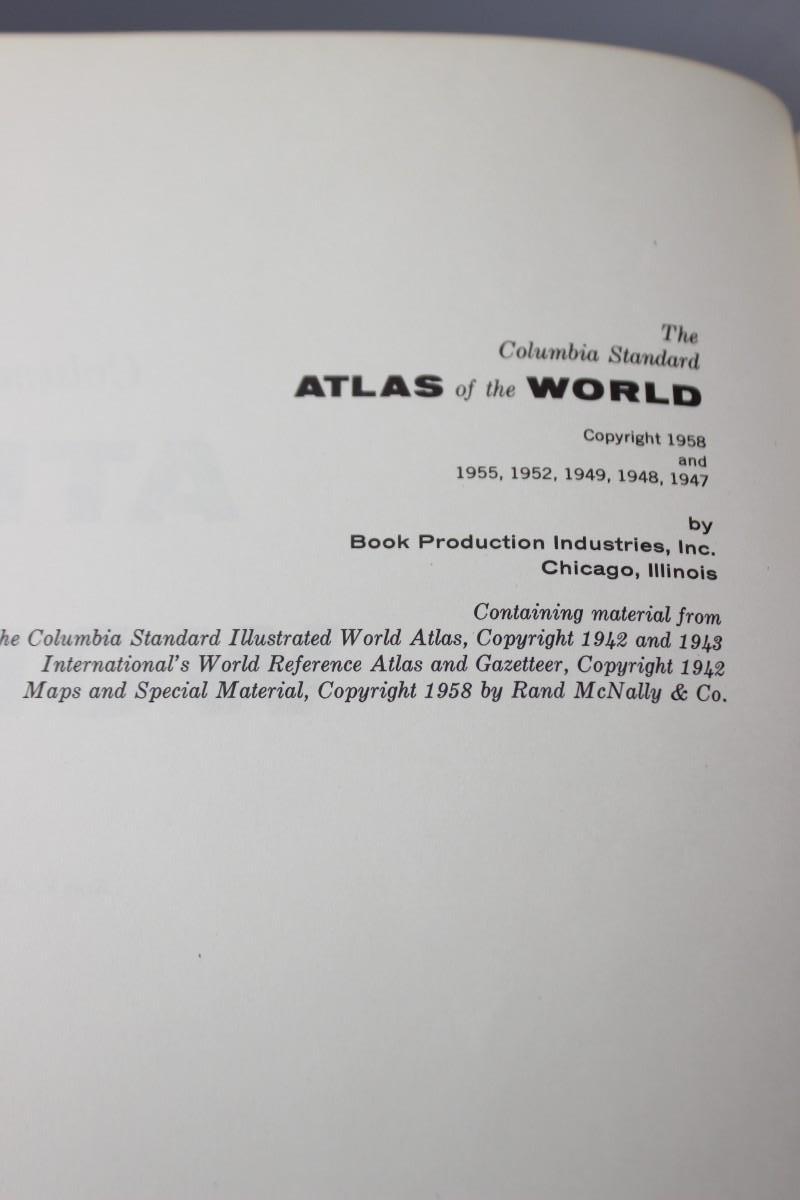 The
Columbia Standard
ATLAS of the WORLD
Copyright 1958
and
1955, 1952, 1949, 1948, 1947
by
Book Production Industries, Inc.
Chicago, Illinois
Containing material from
he Columbia Standard Illustrated World Atlas, Copyright 1942 and 1943
International's World Reference Atlas and Gazetteer, Copyright 1942
Maps and Special Material, Copyright 1958 by Rand McNally & Co.